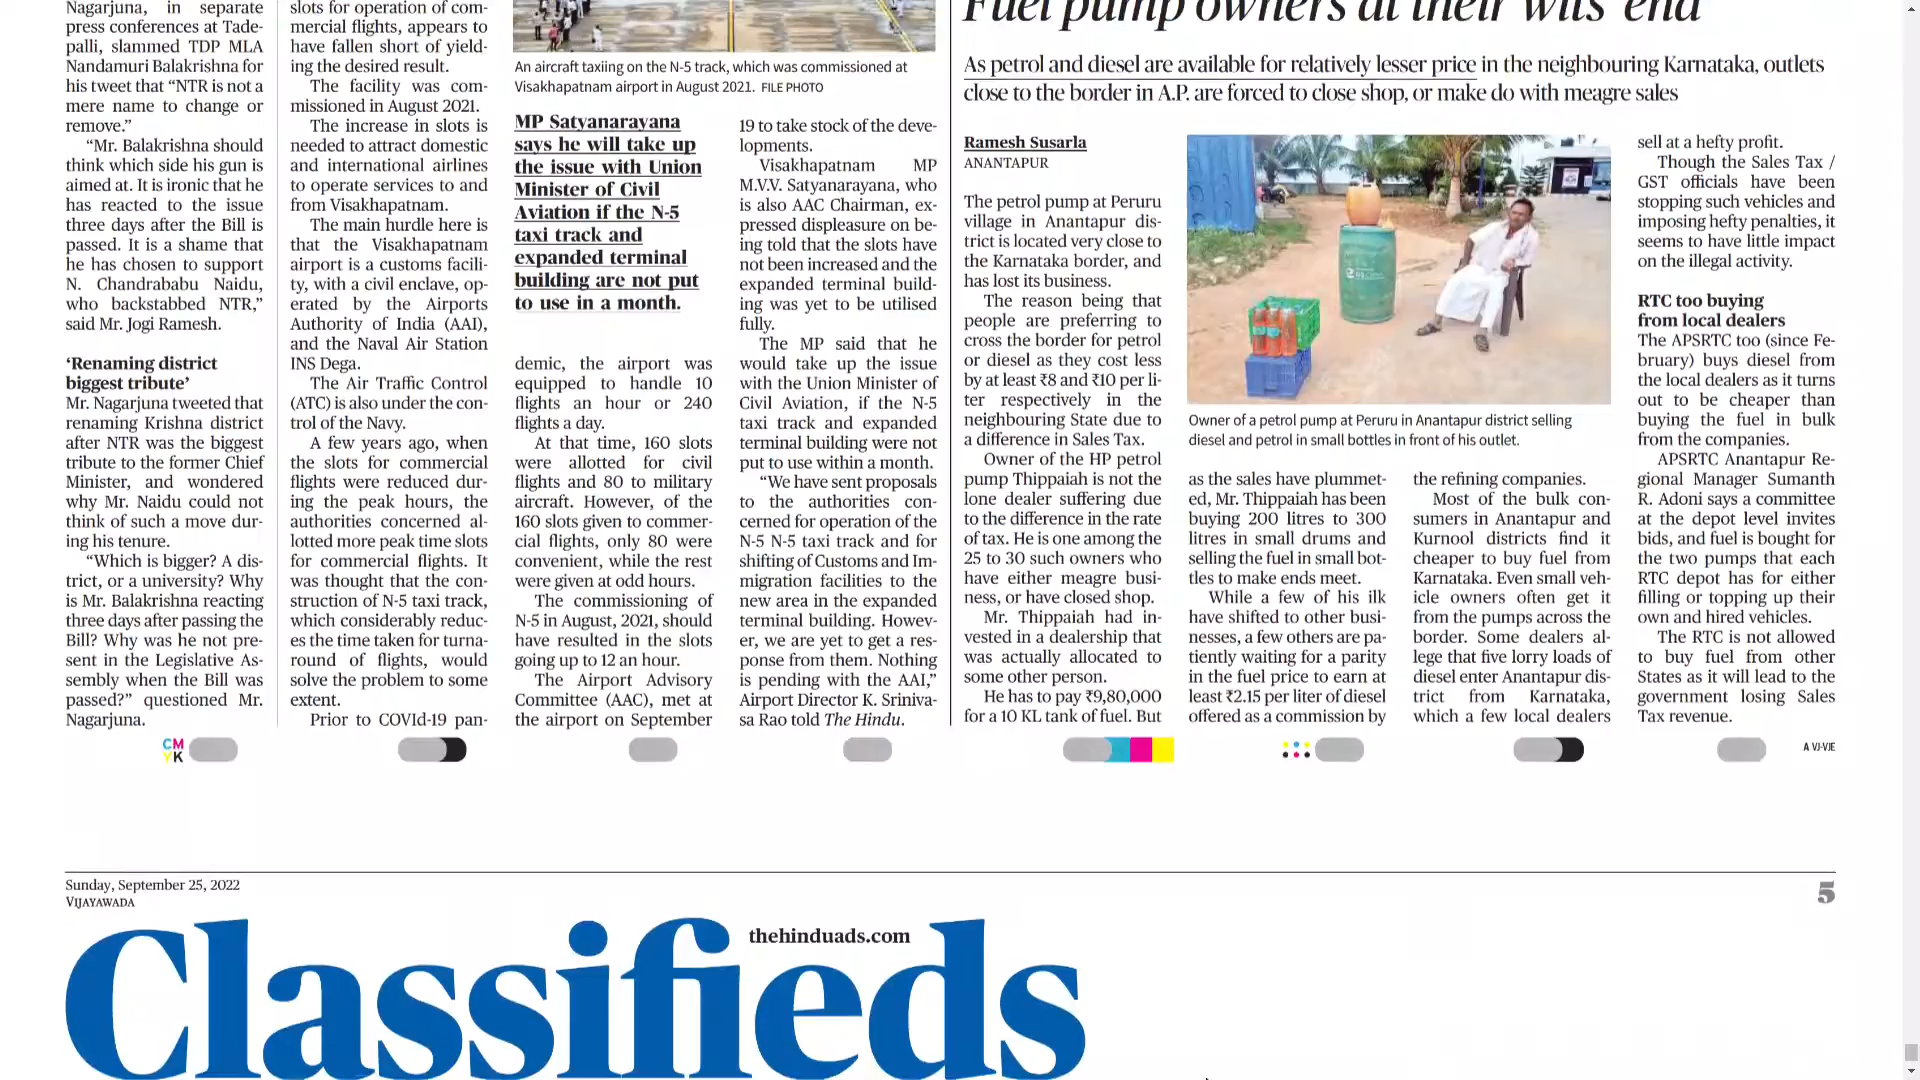 Nagarjuna, in separate
press conferences at Tade-
palli, slammed TDP MLA
Nandamuri Balakrishna for
his tweet that “NTR is not a
mere name to change or
remove.”
“Mr. Balakrishna should
think which side his gun is
aimed at. It is ironic that he
has reacted to the issue
three days after the Bill is
passed. It is a shame that
he has chosen to support
N. Chandrababu Naidu,
who backstabbed NTR,”
said Mr. Jogi Ramesh.
‘Renaming district
biggest tribute’
Mr. Nagarjuna tweeted that
renaming Krishna district
after NTR was the biggest
tribute to the former Chief
Minister, and wondered
why Mr. Naidu could not
think of such a move dur-
ing his tenure.
“Which is bigger? A dis-
trict, or a university? Why
is Mr. Balakrishna reacting
three days after passing the
Bill? Why was he not pre-
sent in the Legislative As-
sembly when the Bill was
passed?” questioned Mr.
Nagarjuna.
slots for operation of com-
mercial flights, appears to
have fallen short of yield-
ing the desired result.
The facility was com-
missioned in August 2021.
The increase in slots is
needed to attract domestic
and international airlines
to operate services to and
from Visakhapatnam.
The main hurdle here is
that the Visakhapatnam
airport is a customs facili-
ty, with a civil enclave, op-
erated by the Airports
Authority of India (AAI),
and the Naval Air Station
INS Dega.
The Air Traffic Control
(ATC) is also under the con-
trol of the Navy.
A few years ago, when
the slots for commercial
flights were reduced dur-
ing the peak hours, the
authorities concerned al-
lotted more peak time slots
for commercial flights. It
was thought that the con-
struction of N-5 taxi track,
which considerably reduc-
es the time taken for turna-
round of flights, would
solve the problem to some
extent.
Prior to COVId-19 pan-
An aircraft taxiing on the N-5 track, which was commissioned at
Visakhapatnam airport in August 2021. FILE PHOTO
MP Satyanarayana
says he will take up
the issue with Union
Minister of Civil
Aviation if the N-5
taxi track and
expanded terminal
building are not put
to use in a month.
demic, the airport was
equipped to handle 10
flights an hour or 240
flights a day.
At that time, 160 slots
were allotted for civil
flights and 80 to military
aircraft. However, of the
160 slots given to commer-
cial flights, only 80 were
convenient, while the rest
were given at odd hours.
The commissioning of
N-5 in August, 2021, should
have resulted in the slots
going up to 12 an hour.
The Airport Advisory
Committee (AAC), met at
the airport on September
19 to take stock of the deve-
lopments.
Visakhapatnam MP
M.V.V. Satyanarayana, who
is also AAC Chairman, ex-
pressed displeasure on be-
ing told that the slots have
not been increased and the
expanded terminal build-
ing was yet to be utilised
fully.
The MP said that he
would take up the issue
with the Union Minister of
Civil Aviation, if the N-5
taxi track and expanded
terminal building were not
put to use within a month.
“We have sent proposals
to the authorities con-
cerned for operation of the
N-5 N-5 taxi track and for
shifting of Customs and Im-
migration facilities to the
new area in the expanded
terminal building. Howev-
er, we are yet to get a res-
ponse from them. Nothing
is pending with the AAI,”
Airport Director K. Sriniva-
sa Rao told The Hindu.
Fuel pump owners at their wits’ end
As petrol and diesel are available for relatively lesser price in the neighbouring Karnataka, outlets
close to the border in A.P. are forced to close shop, or make do with meagre sales
Ramesh Susarla
ANANTAPUR
The petrol pump at Peruru
village in Anantapur dis-
trict is located very close to
the Karnataka border, and
has lost its business.
The reason being that
people are preferring to
cross the border for petrol
or diesel as they cost less
by at least ₹8 and ₹10 per li-
ter respectively in the
neighbouring State due to
a difference in Sales Tax.
Owner of the HP petrol
pump Thippaiah is not the
lone dealer suffering due
to the difference in the rate
of tax. He is one among the
25 to 30 such owners who
have either meagre busi-
ness, or have closed shop.
Mr. Thippaiah had in-
vested in a dealership that
was actually allocated to
some other person.
He has to pay ₹9,80,000
for a 10 KL tank of fuel. But
Owner of a petrol pump at Peruru in Anantapur district selling
diesel and petrol in small bottles in front of his outlet.
as the sales have plummet-
ed, Mr. Thippaiah has been
buying 200 litres to 300
litres in small drums and
selling the fuel in small bot-
tles to make ends meet.
While a few of his ilk
have shifted to other busi-
nesses, a few others are pa-
tiently waiting for a parity
in the fuel price to earn at
least ₹2.15 per liter of diesel
offered as a commission by
the refining companies.
Most of the bulk con-
sumers in Anantapur and
Kurnool districts find it
cheaper to buy fuel from
Karnataka. Even small veh-
icle owners often get it
from the pumps across the
border. Some dealers al-
lege that five lorry loads of
diesel enter Anantapur dis-
trict from Karnataka,
which a few local dealers
sell at a hefty profit.
Though the Sales Tax /
GST officials have been
stopping such vehicles and
imposing hefty penalties, it
seems to have little impact
on the illegal activity.
RTC too buying
from local dealers
The APSRTC too (since Fe-
bruary) buys diesel from
the local dealers as it turns
out to be cheaper than
buying the fuel in bulk
from the companies.
APSRTC Anantapur Re-
gional Manager Sumanth
R. Adoni says a committee
at the depot level invites
bids, and fuel is bought for
the two pumps that each
RTC depot has for either
filling or topping up their
own and hired vehicles.
The RTC is not allowed
to buy fuel from other
States as it will lead to the
government losing Sales
Tax revenue.
CM
YK
A VJ-VJE
Sunday, September 25, 2022
VIJAYAWADA
5
thehinduads.com
Classifieds